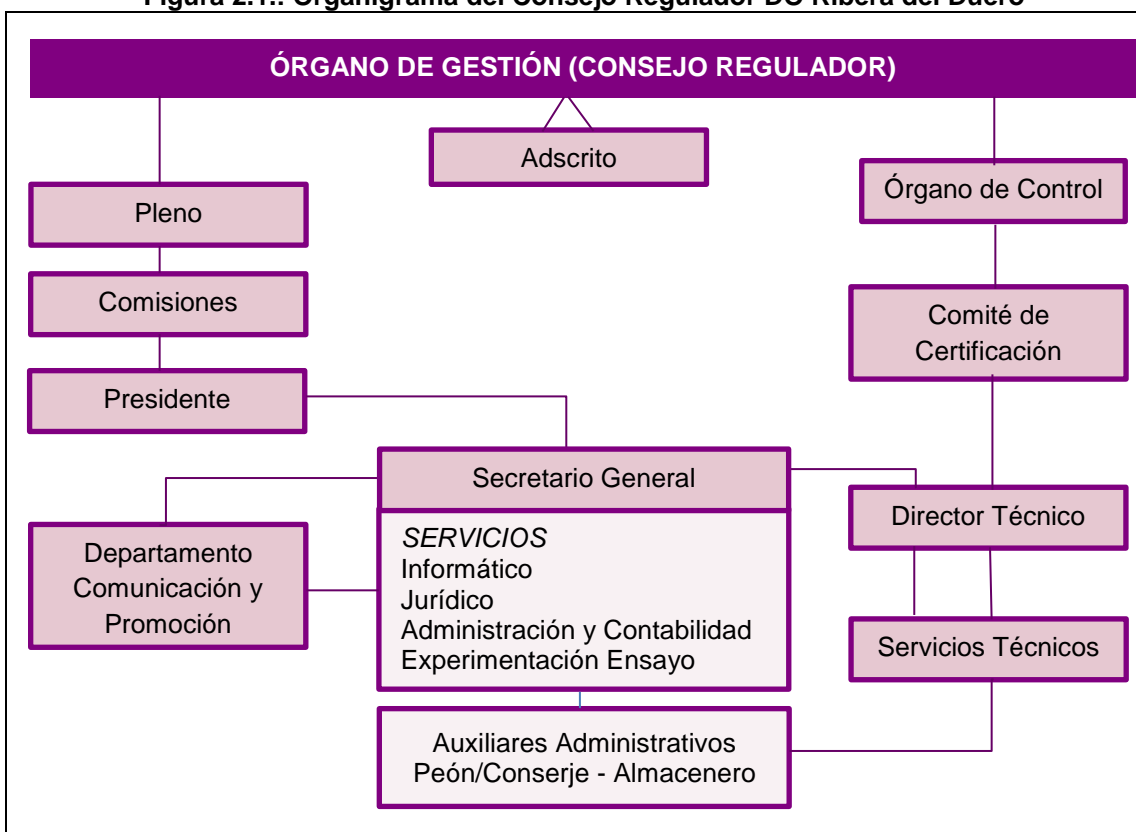 Figura 2.1.: Organigrama del Consejo Regulador DO Ribera del Duero
ÓRGANO DE GESTIÓN (CONSEJO REGULADOR)
Adscrito
Pleno
Órgano de Control
Comisiones
Comité de
Certificación
Presidente
Secretario General
Director Técnico
Departamento
Comunicación y
Promoción
SERVICIOS
Informático
Jurídico
Administración y Contabilidad
Experimentación Ensayo
Servicios Técnicos
Auxiliares Administrativos
Peón/Conserje - Almacenero